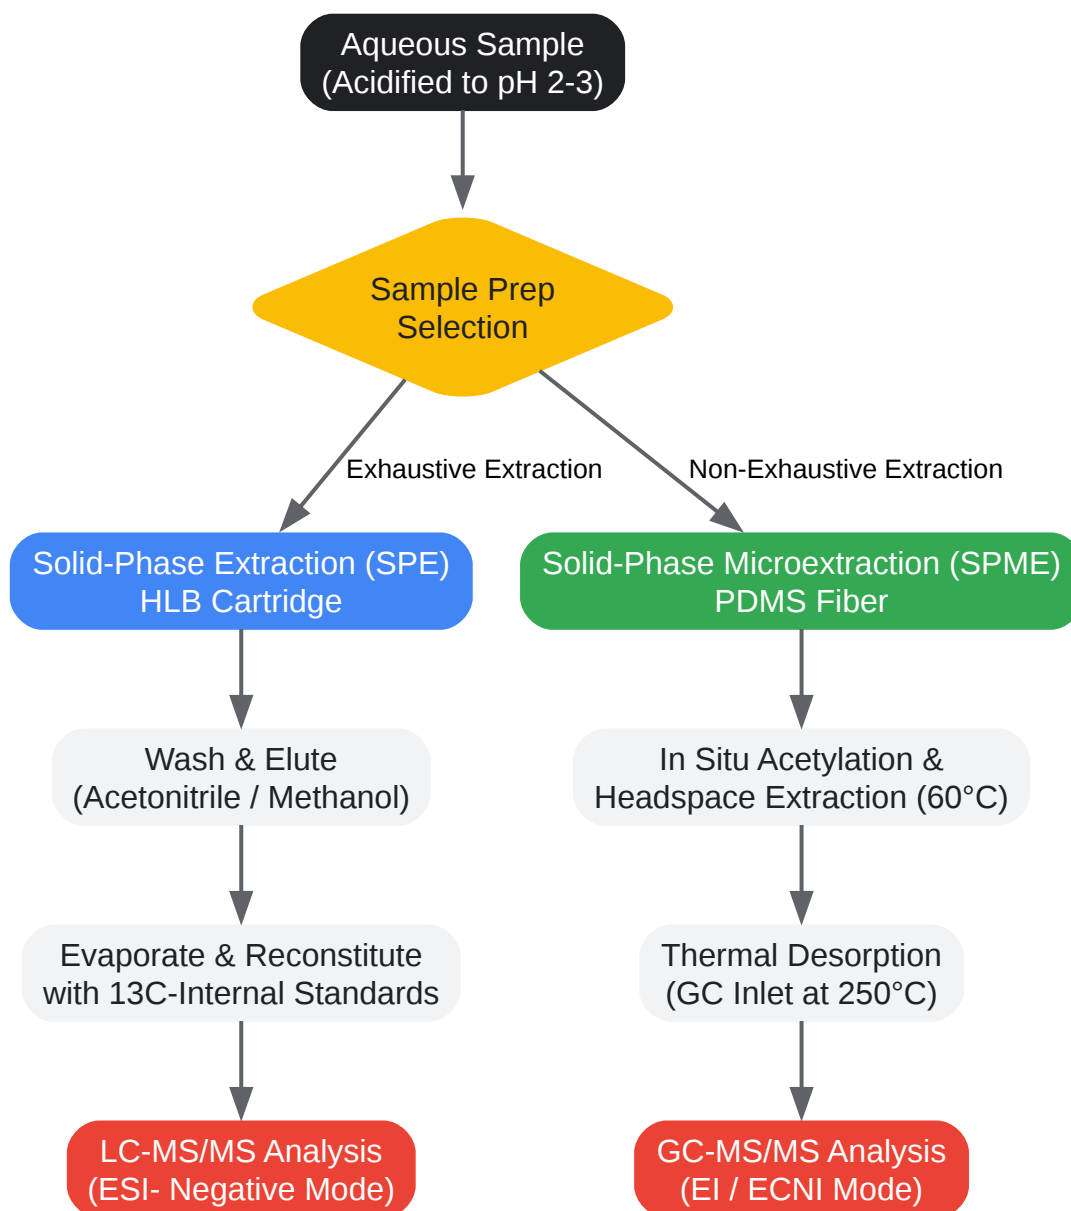 Aqueous Sample
(Acidified to pH 2-3)
Sample Prep
Selection
Exhaustive Extraction
Non-Exhaustive Extraction
Solid-Phase Extraction (SPE)
HLB Cartridge
Solid-Phase Microextraction (SPME)
PDMS Fiber
Wash & Elute
(Acetonitrile / Methanol)
In Situ Acetylation &
Headspace Extraction (60°C)
Evaporate & Reconstitute
with 13C-Internal Standards
Thermal Desorption
(GC Inlet at 250°C)
LC-MS/MS Analysis
(ESI- Negative Mode)
GC-MS/MS Analysis
(EI / ECNI Mode)